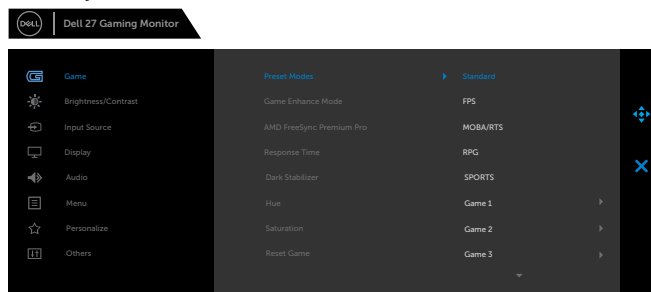 DELL
Dell 27 Gaming Monitor
Game Preset Modes Standard
Brightness/Contrast Game Enhance Mode FPS
Input Source AMD FreeSync Premium Pro MOBA/RTS
Display Response Time RPG
Audio Dark Stabilizer SPORTS
Menu Hue Game 1
Personalize Saturation Game 2
Others Reset Game Game 3